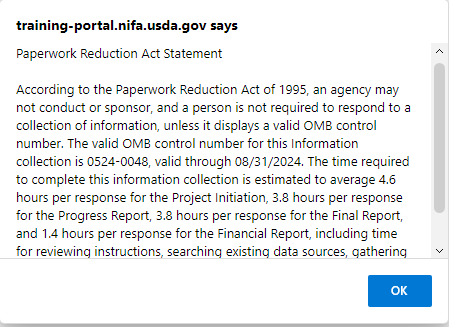 training-portal.nifa.usda.gov says
Paperwork Reduction Act Statement
According to the Paperwork Reduction Act of 1995, an agency may
not conduct or sponsor, and a person is not required to respond to a
collection of information, unless it displays a valid OMB control
number. The valid OMB control number for this Information
collection is 0524-0048, valid through 08/31/2024. The time required
to complete this information collection is estimated to average 4.6
hours per response for the Project Initiation, 3.8 hours per response
for the Progress Report, 3.8 hours per response for the Final Report,
and 1.4 hours per response for the Financial Report, including time
for reviewing instructions, searching existing data sources, gathering
OK